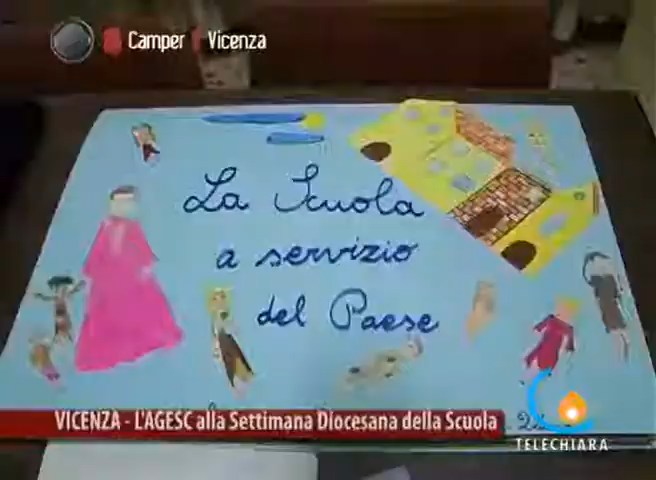 Camper Vicenza
La Scuola
a servizio
del Paese
VICENZA - L'AGESC alla Settimana Diocesana della Scuola
TELECHIARA